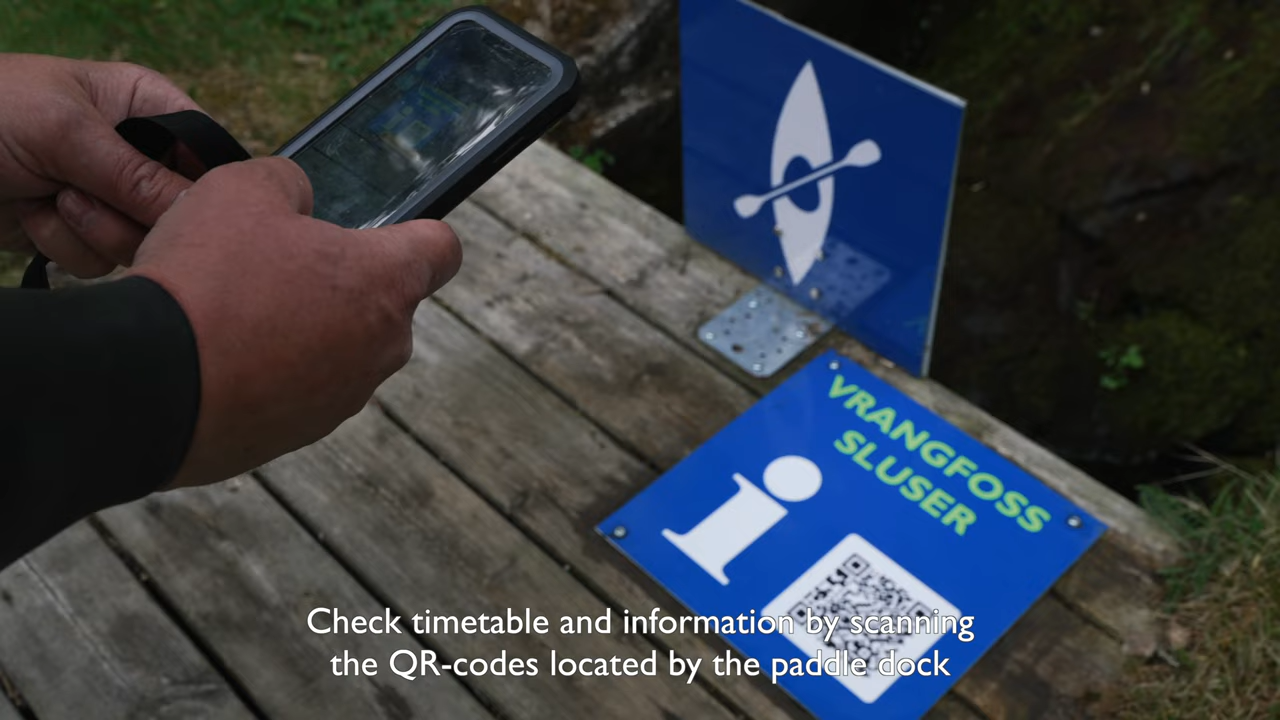 VRANGFOSS
SLUSER
i
Check timetable and information by scanning
the QR-codes located by the paddle dock